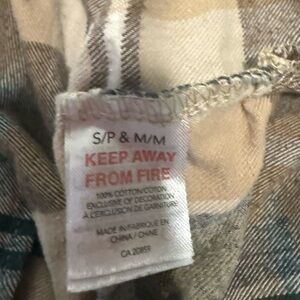 S/P & M/M
KEEP AWAY
FROM FIRE
100% COTTON/COTON
EXCLUSIVE OF DECORATION
A L'EXCLUSION DE GARNITURE
MADE IN/FABRIQUE EN
CHINA / CHINE
CA 20859